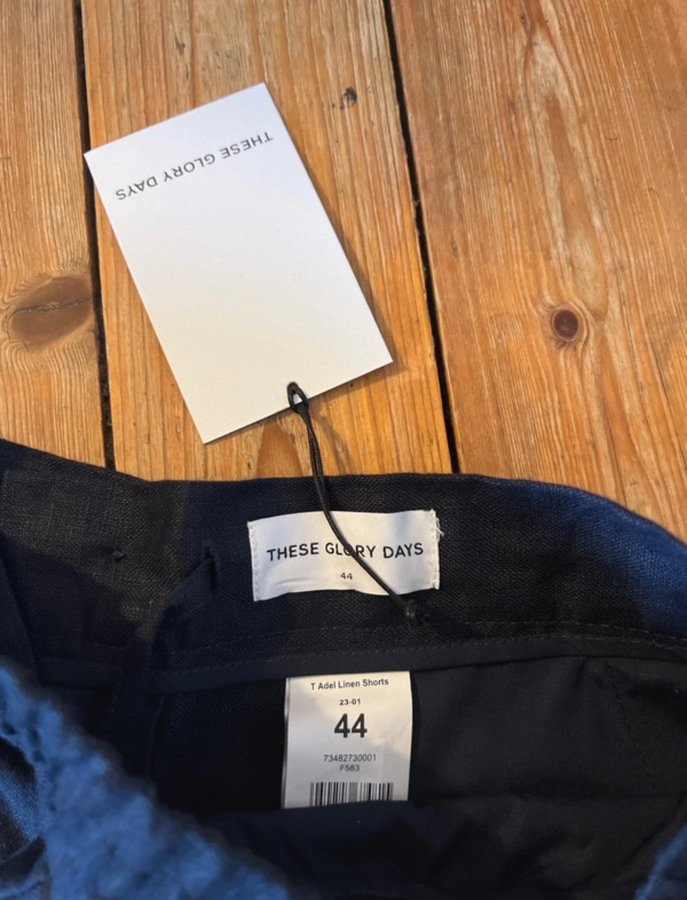 THESE GLORY DAYS
THESE GLORY DAYS
44
T Adel Linen Shorts
23-01
44
73482730001
F583